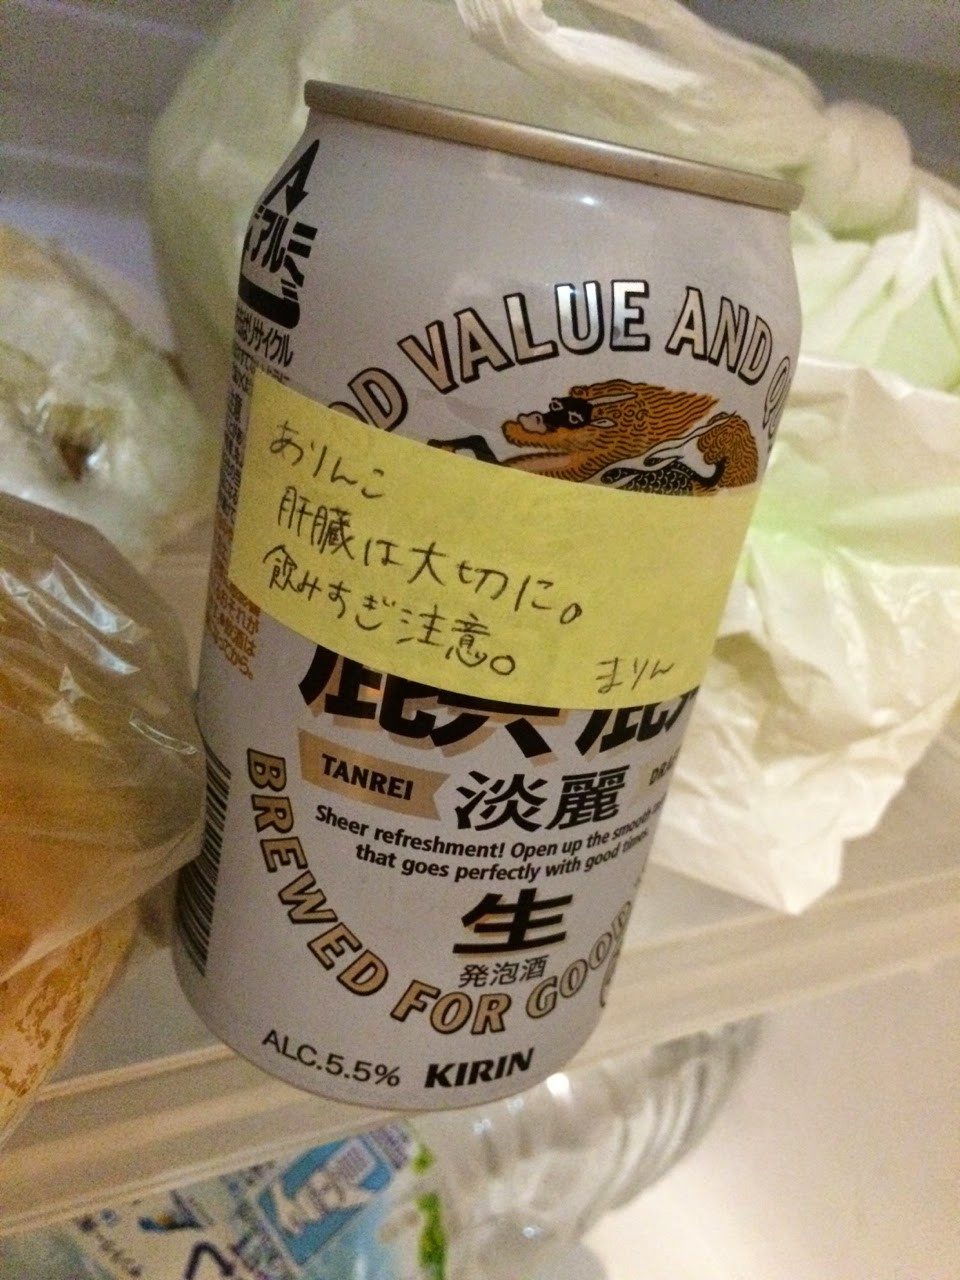 アルミ
リサイクル
OD VALUE AND
ありんこ
肝臓は大切に。
飲みすぎ注意。
まりん
TANREI
淡麗
Sheer refreshment! Open up the smooth
that goes perfectly with good times.
生
発泡酒
BREWED FOR GOOD
ALC.5.5%
KIRIN